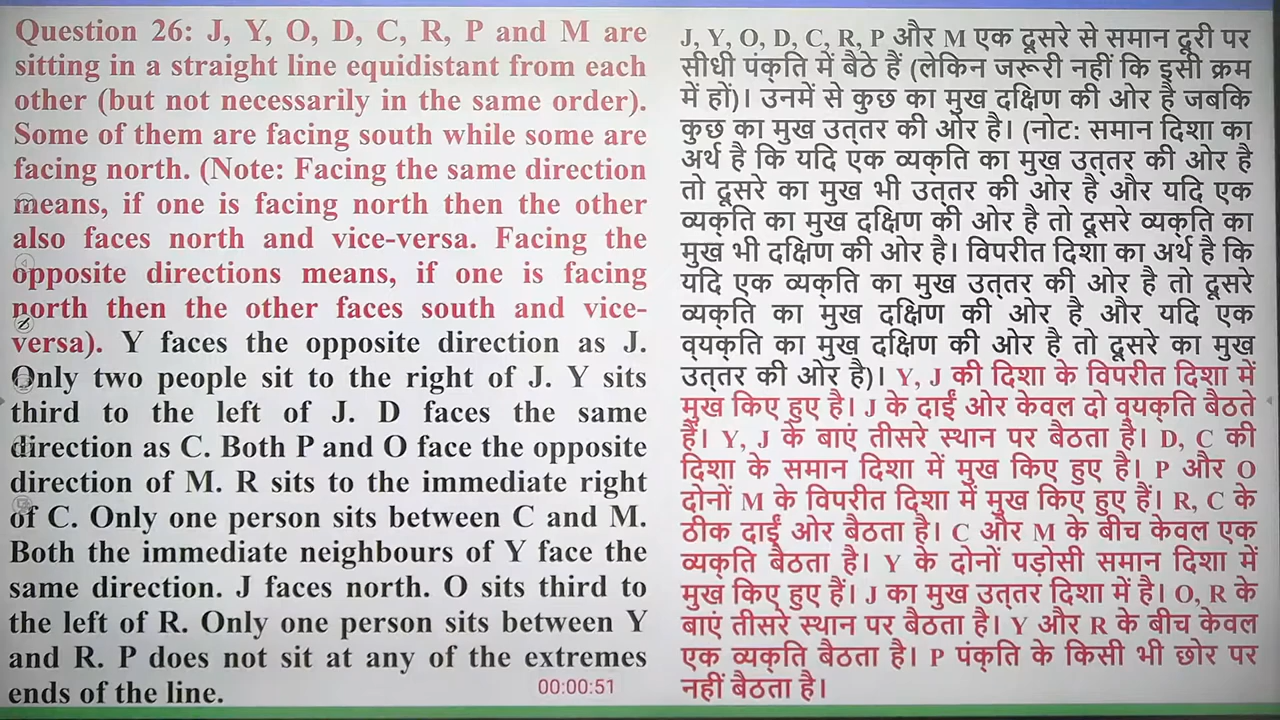 Question 26: J, Y, O, D, C, R, P and M are
sitting in a straight line equidistant from each
other (but not necessarily in the same order).
Some of them are facing south while some are
facing north. (Note: Facing the same direction
means, if one is facing north then the other
also faces north and vice-versa. Facing the
opposite directions means, if one is facing
north then the other faces south and vice-
versa). Y faces the opposite direction as J.
Only two people sit to the right of J. Y sits
third to the left of J. D faces the same
direction as C. Both P and O face the opposite
direction of M. R sits to the immediate right
of C. Only one person sits between C and M.
Both the immediate neighbours of Y face the
same direction. J faces north. O sits third to
the left of R. Only one person sits between Y
and R. P does not sit at any of the extremes
ends of the line.
00:00:51
J, Y, O, D, C, R, P और M एक दूसरे से समान दूरी पर
सीधी पंक्ति में बैठे हैं (लेकिन जरूरी नहीं कि इसी क्रम
में हों)। उनमें से कुछ का मुख दक्षिण की ओर है जबकि
कुछ का मुख उत्तर की ओर है। (नोट: समान दिशा का
अर्थ है कि यदि एक व्यक्ति का मुख उत्तर की ओर है
तो दूसरे का मुख भी उत्तर की ओर है और यदि एक
व्यक्ति का मुख दक्षिण की ओर है तो दूसरे व्यक्ति का
मुख भी दक्षिण की ओर है। विपरीत दिशा का अर्थ है कि
यदि एक व्यक्ति का मुख उत्तर की ओर है तो दूसरे
व्यक्ति का मुख दक्षिण की ओर है और यदि एक
व्यक्ति का मुख दक्षिण की ओर है तो दूसरे का मुख
उत्तर की ओर है)। Y, J की दिशा के विपरीत दिशा में
मुख किए हुए है। J के दाईं ओर केवल दो व्यक्ति बैठते
हैं। Y, J के बाएं तीसरे स्थान पर बैठता है। D, C की
दिशा के समान दिशा में मुख किए हुए है। P और O
दोनों M के विपरीत दिशा में मुख किए हुए हैं। R, C के
ठीक दाईं ओर बैठता है। C और M के बीच केवल एक
व्यक्ति बैठता है। Y के दोनों पड़ोसी समान दिशा में
मुख किए हुए हैं। J का मुख उत्तर दिशा में है। O, R के
बाएं तीसरे स्थान पर बैठता है। Y और R के बीच केवल
एक व्यक्ति बैठता है। P पंक्ति के किसी भी छोर पर
नहीं बैठता है।